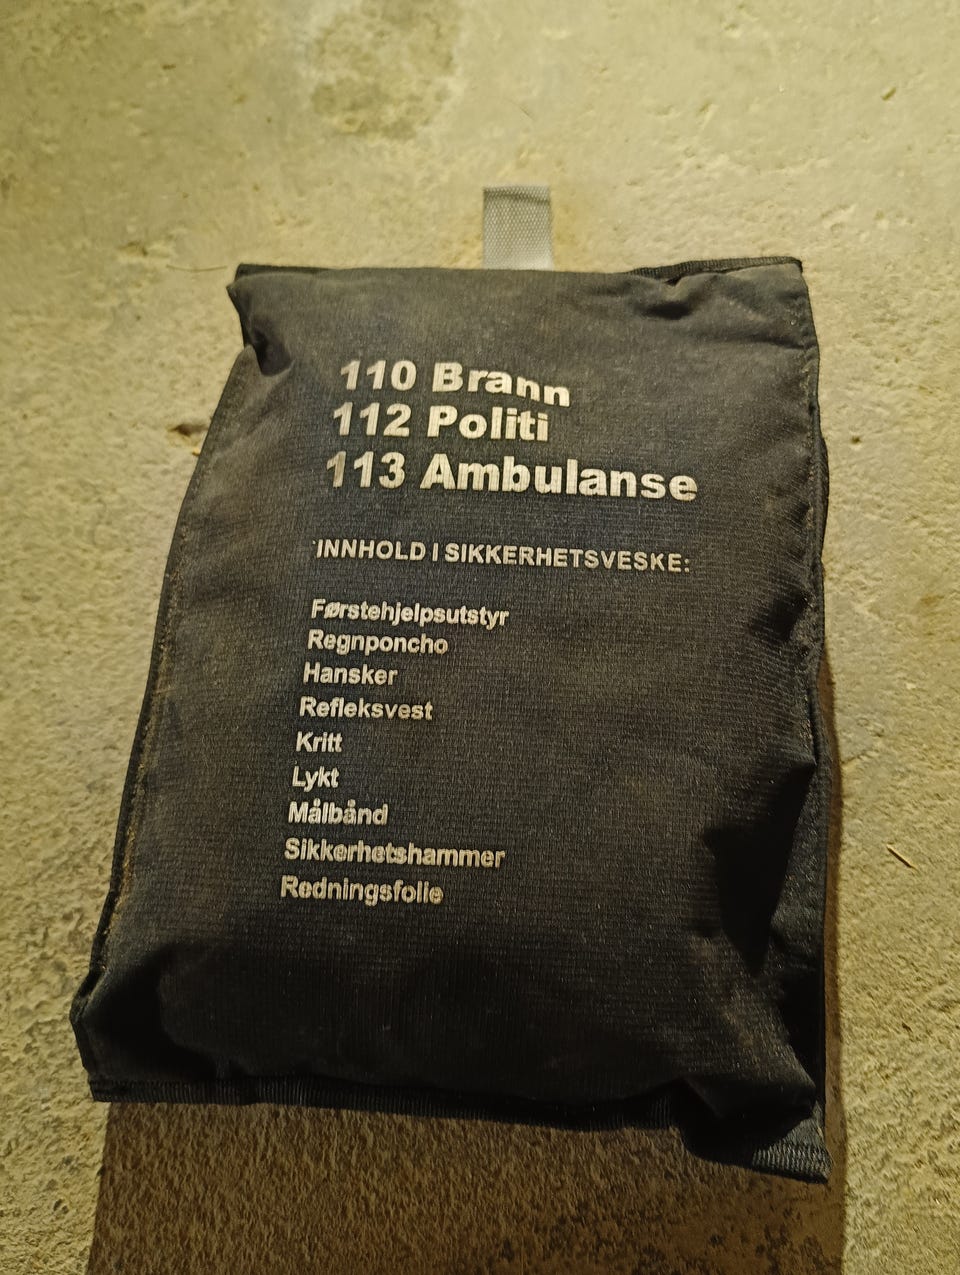 110 Brann
112 Politi
113 Ambulanse
INNHOLD I SIKKERHETSVESKE:
Førstehjelpsutstyr
Regnponcho
Hansker
Refleksvest
Kritt
Lykt
Målbånd
Sikkerhetshammer
Redningsfolie